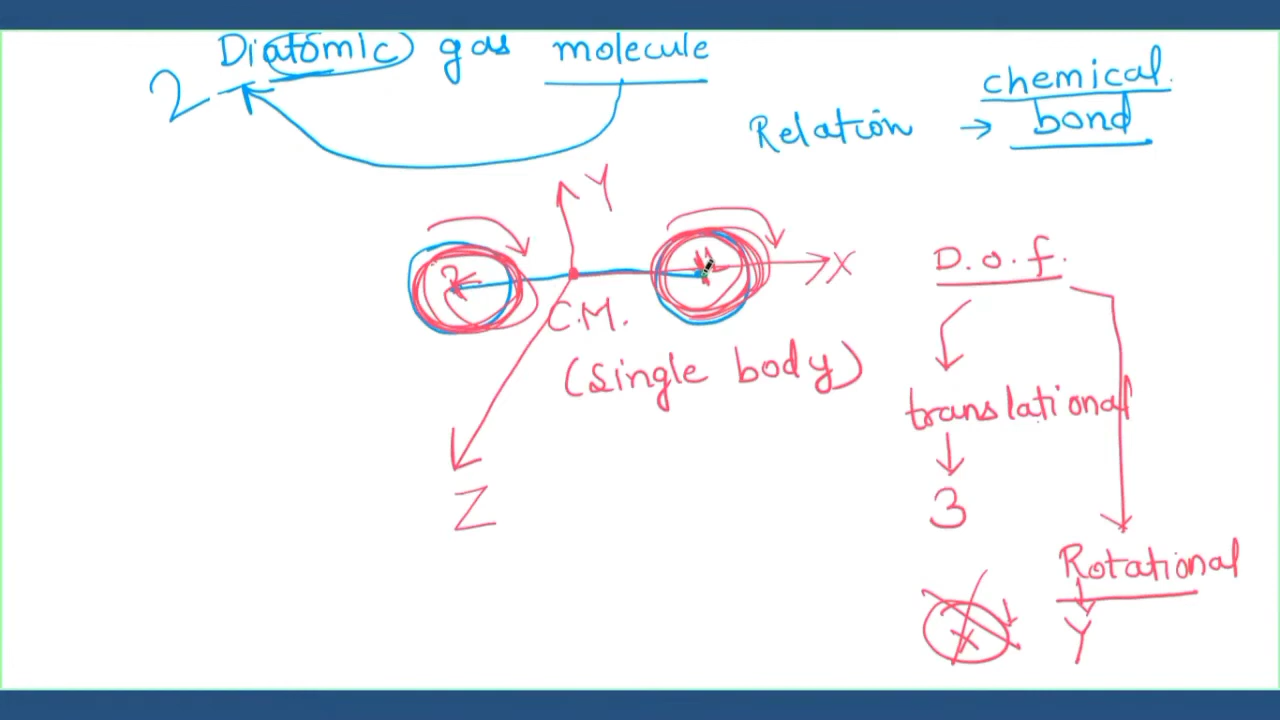 Diatomic gas molecule
2
chemical
Relation → bond
Y
X
C.M.
(Single body)
Z
D.o.f.
translational
3
Rotational
X
Y